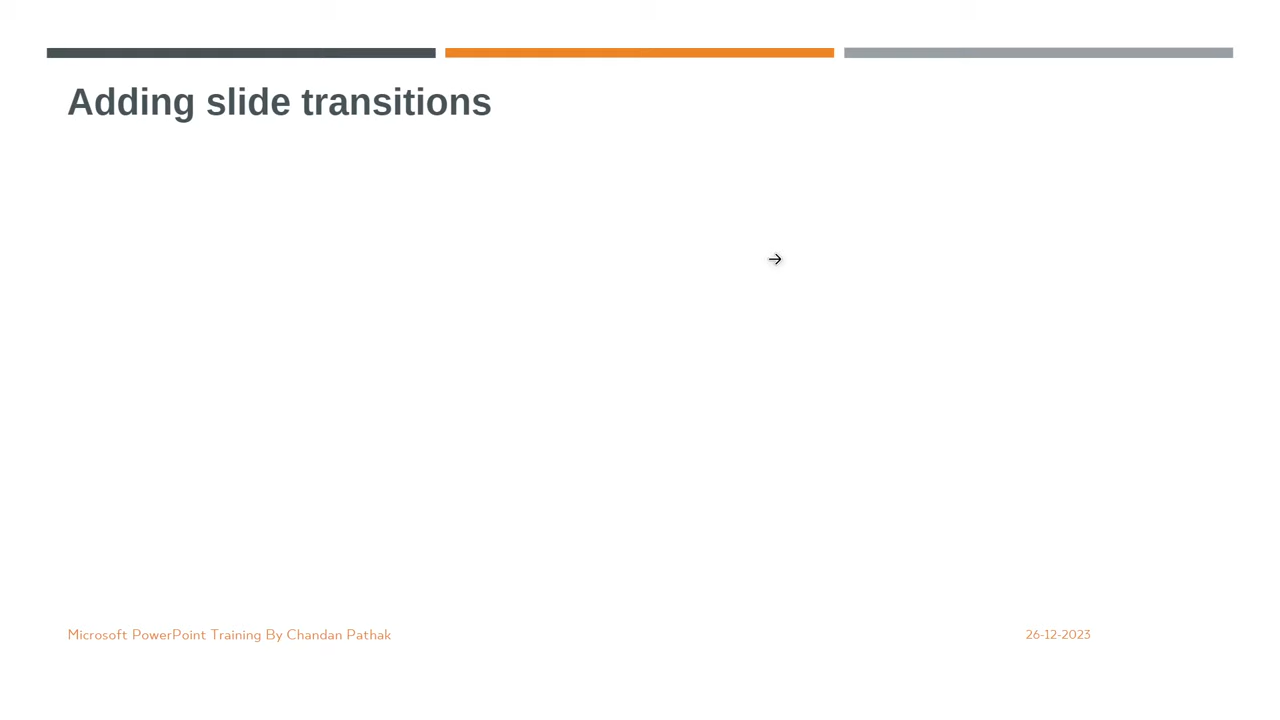 Adding slide transitions
Microsoft PowerPoint Training By Chandan Pathak
26-12-2023